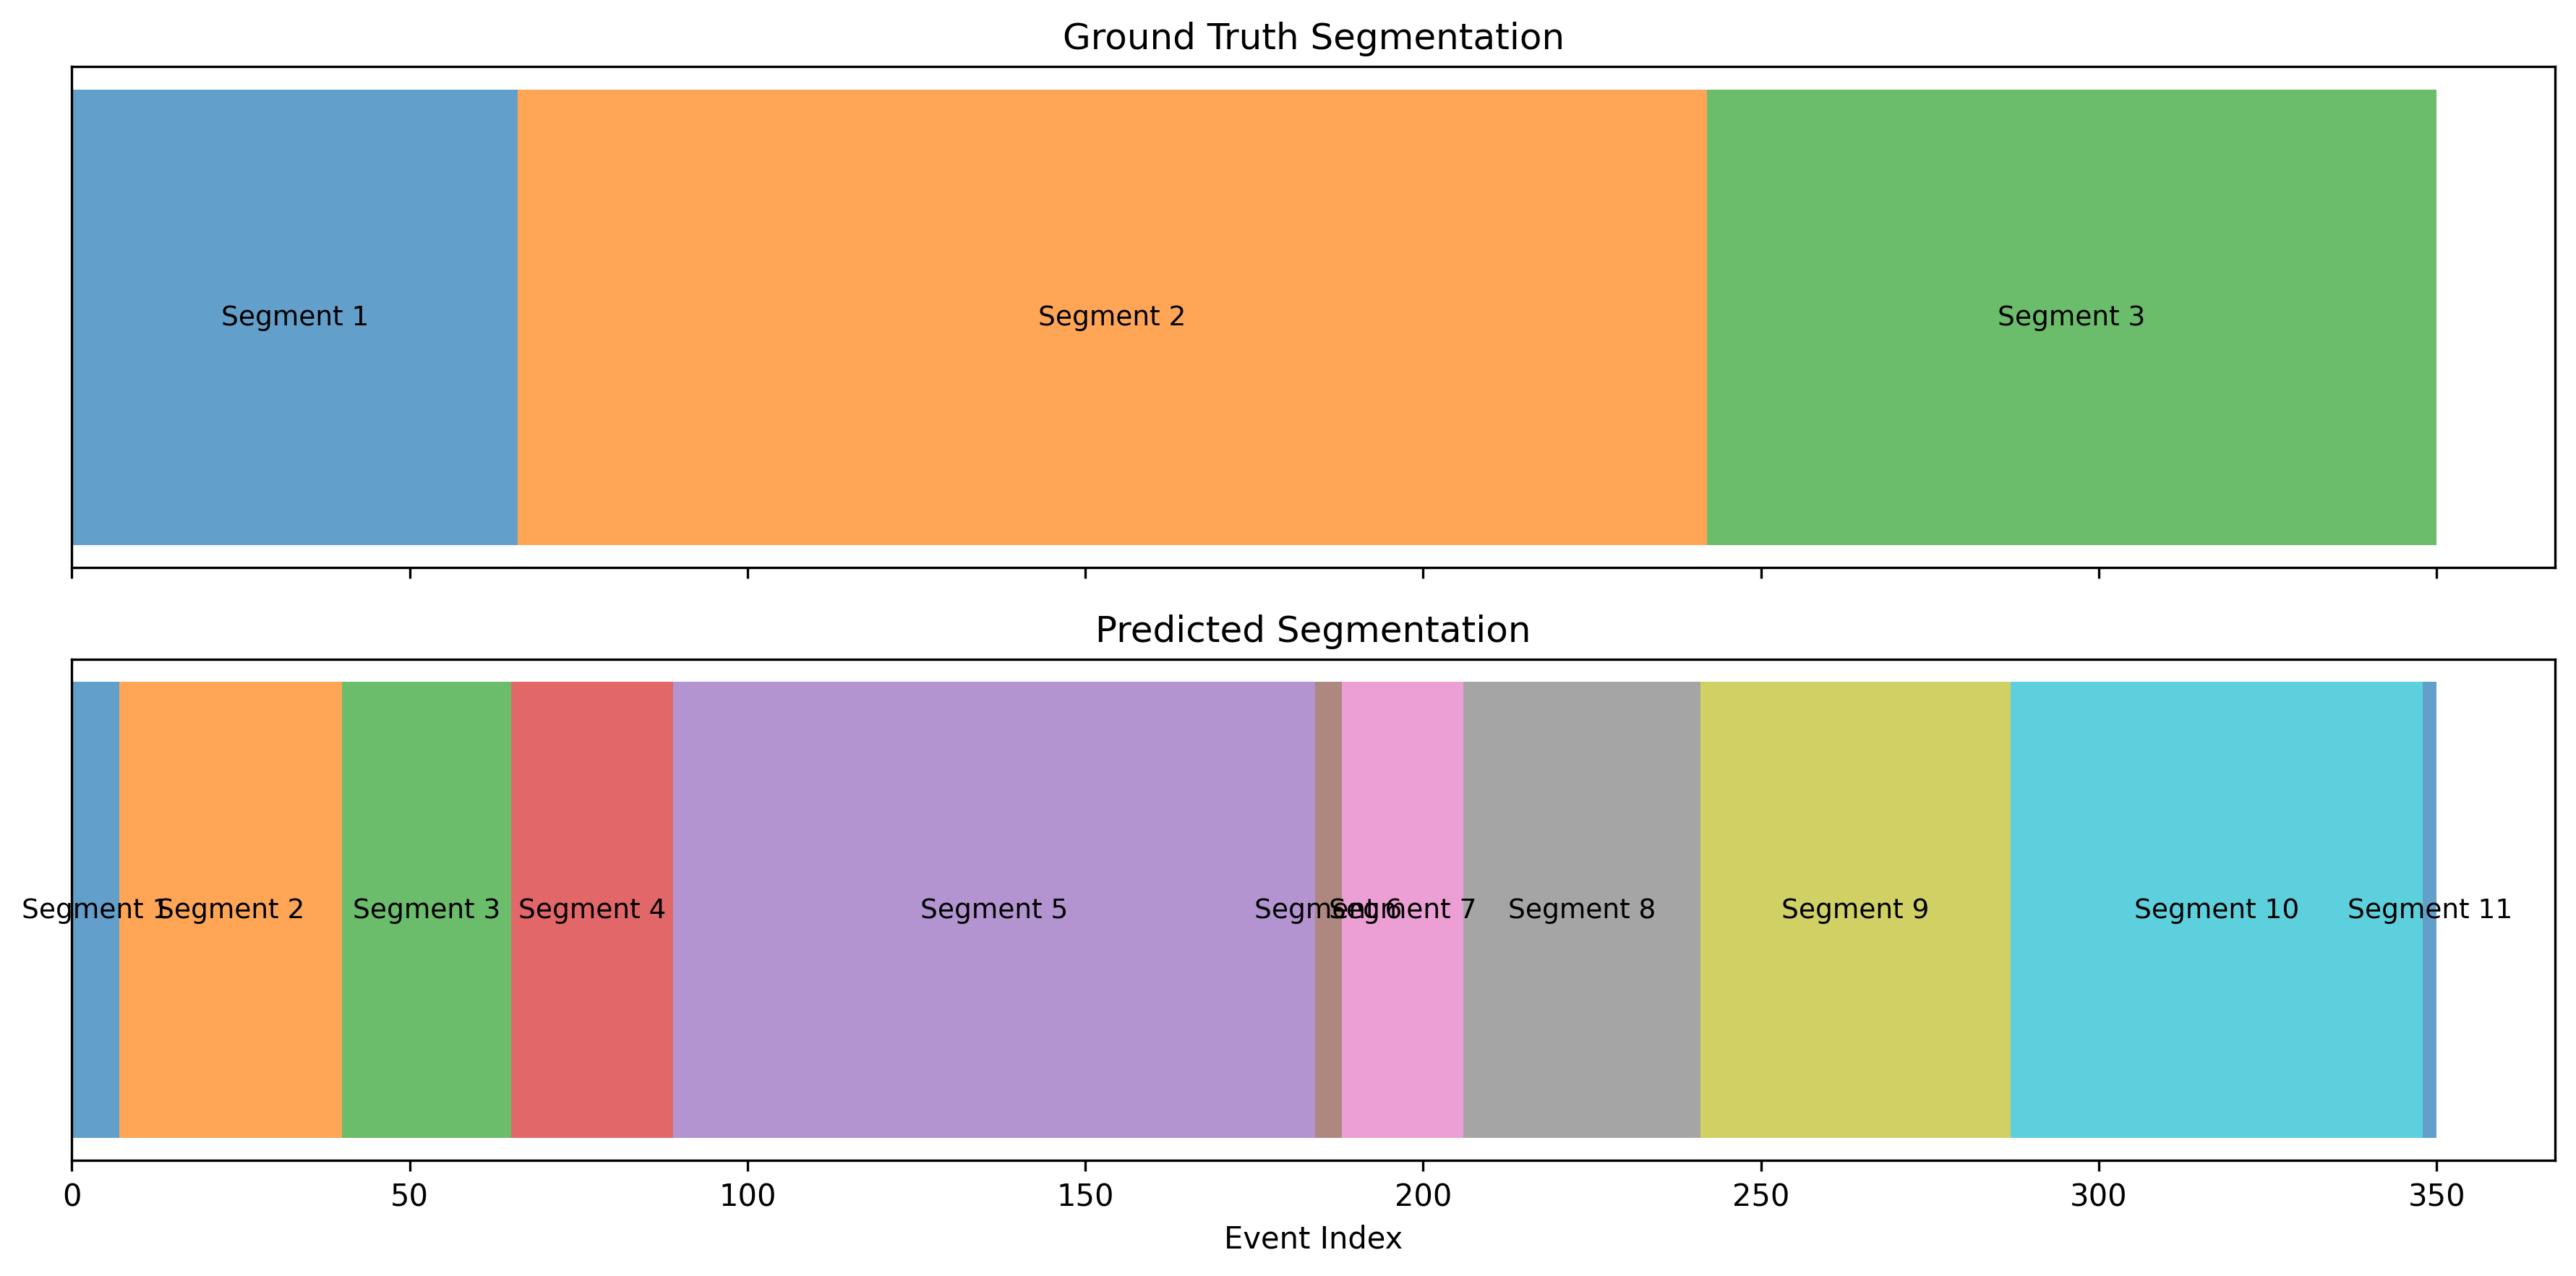 Ground Truth Segmentation
Segment 1 Segment 2 Segment 3
Predicted Segmentation
Segment 1 Segment 2 Segment 3 Segment 4 Segment 5 Segment 6 Segment 7 Segment 8 Segment 9 Segment 10 Segment 11
0 50 100 150 200 250 300 350
Event Index